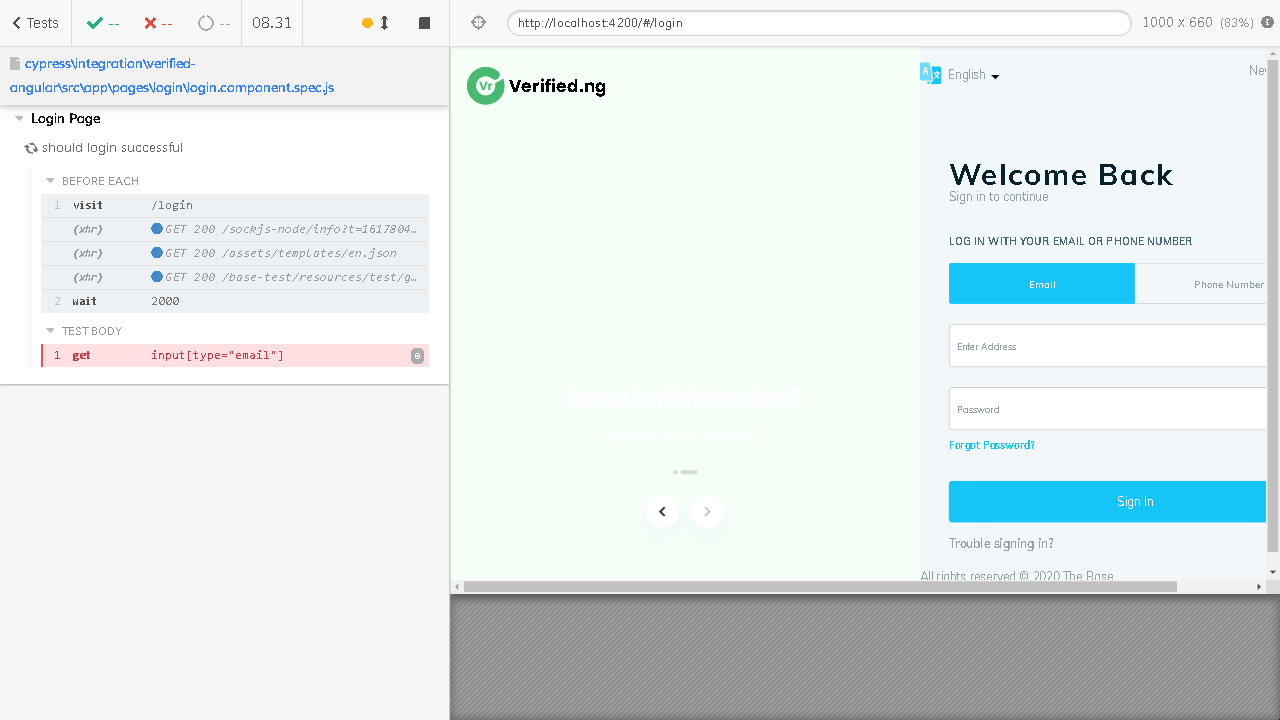 Tests
--
--
--
08.31
http://localhost:4200/#/login
1000 x 660 (83%)
cypress\integration\verified-
angular\src\app\pages\login\login.component.spec.js
Login Page
should login successful
BEFORE EACH
1 visit /login
(xhr) GET 200 /sockjs-node/info?t=1617804…
(xhr) GET 200 /assets/templates/en.json
(xhr) GET 200 /base-test/resources/test/g…
2 wait 2000
TEST BODY
1 get input[type="email"] 0
Vr Verified.ng
baseAuthHeader2
English
Welcome Back
Sign in to continue
LOG IN WITH YOUR EMAIL OR PHONE NUMBER
Email Phone Number
Enter Address
Password
Forgot Password?
Sign In
Trouble signing in?
All rights reserved © 2020 The Base